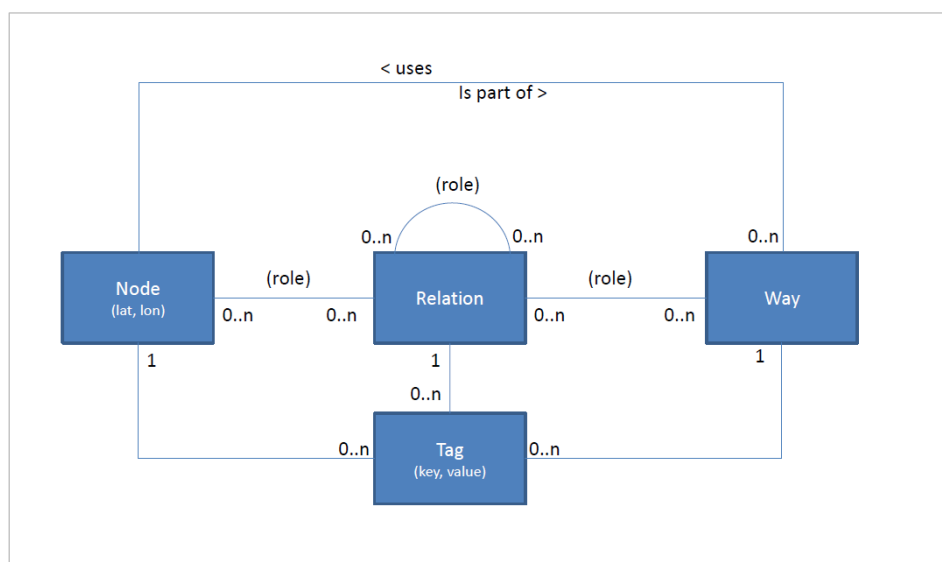 < uses
Is part of >
(role)
0..n
0..n
0..n
Node
(lat, lon)
(role)
Relation
(role)
Way
0..n
0..n
0..n
0..n
1
1
1
0..n
0..n
Tag
(key, value)
0..n